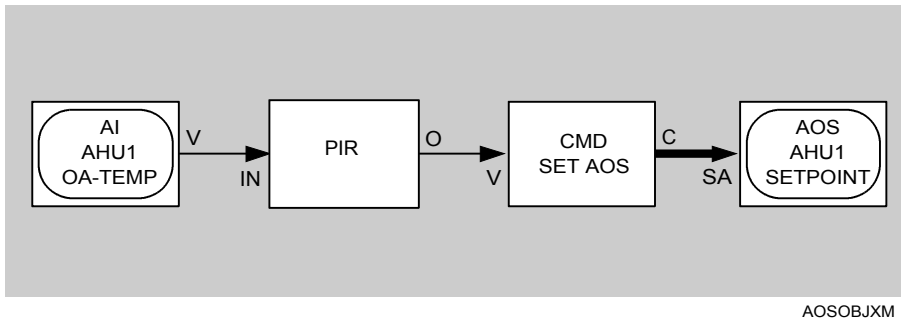 AI
AHU1
OA-TEMP
V
IN
PIR
O
V
CMD
SET AOS
C
SA
AOS
AHU1
SETPOINT
AOSOBJXM